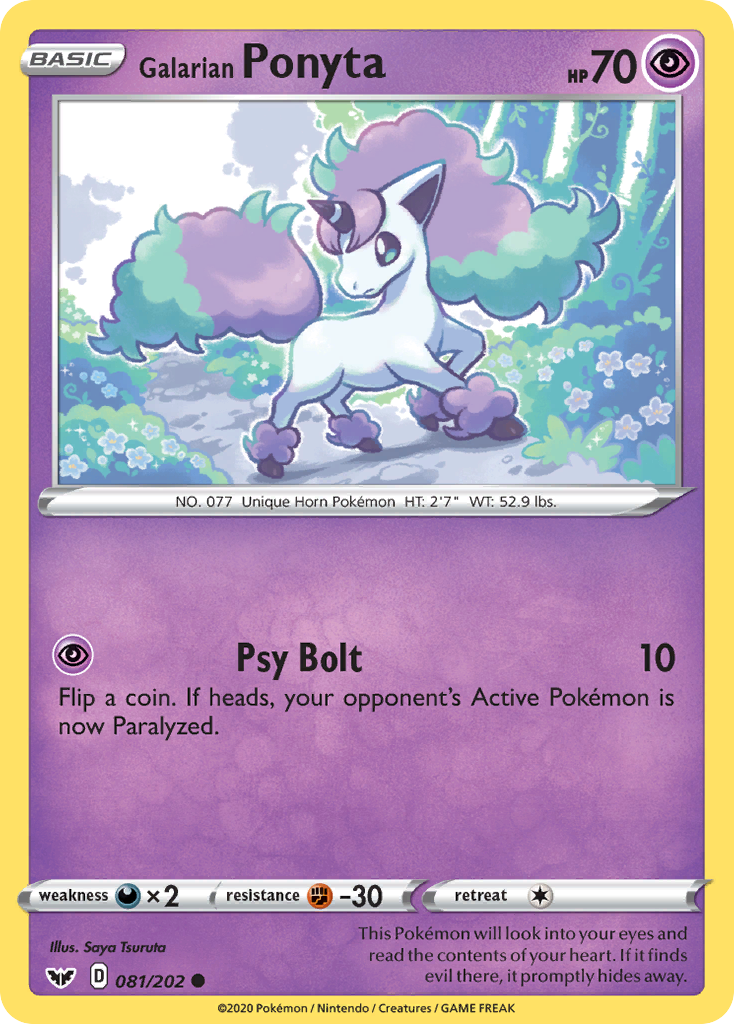 BASIC
Galarian Ponyta HP 70
NO. 077 Unique Horn Pokémon HT: 2'7" WT: 52.9 lbs.
Psy Bolt 10
Flip a coin. If heads, your opponent's Active Pokémon is
now Paralyzed.
weakness ×2 resistance -30 retreat
Illus. Saya Tsuruta
This Pokémon will look into your eyes and
read the contents of your heart. If it finds
evil there, it promptly hides away.
D 081/202
©2020 Pokémon / Nintendo / Creatures / GAME FREAK